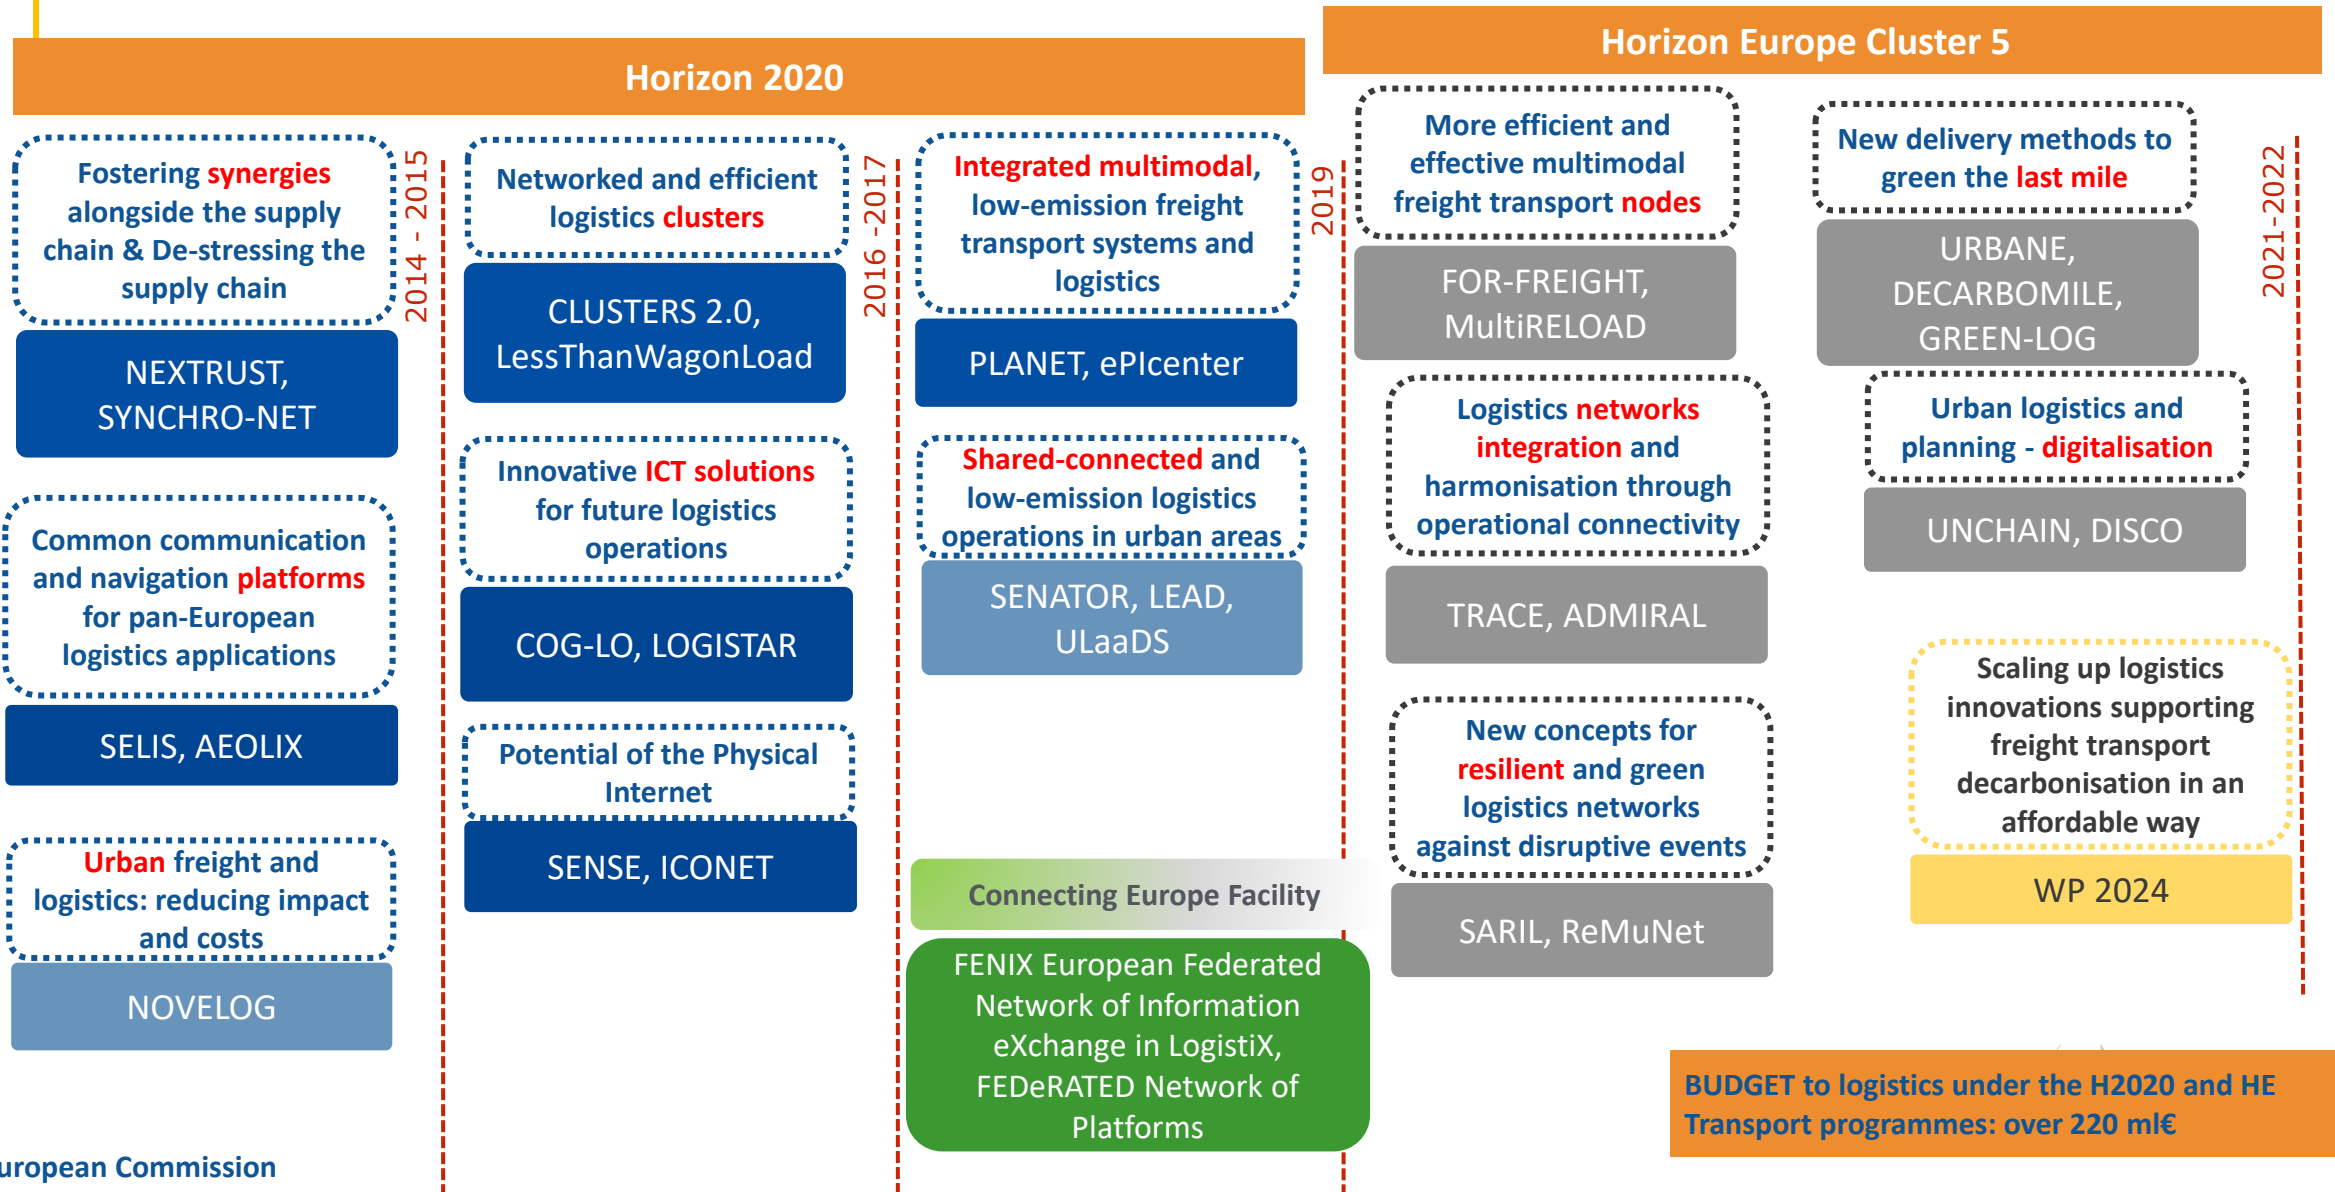 Horizon 2020
Fostering synergies
alongside the supply
chain & De-stressing the
supply chain
NEXTRUST,
SYNCHRO-NET
Common communication
and navigation platforms
for pan-European
logistics applications
SELIS, AEOLIX
Urban freight and
logistics: reducing impact
and costs
NOVELOG
2014 - 2015
Networked and efficient
logistics clusters
CLUSTERS 2.0,
LessThanWagonLoad
Innovative ICT solutions
for future logistics
operations
COG-LO, LOGISTAR
Potential of the Physical
Internet
SENSE, ICONET
2016 -2017
Integrated multimodal,
low-emission freight
transport systems and
logistics
PLANET, ePIcenter
Shared-connected and
low-emission logistics
operations in urban areas
SENATOR, LEAD,
ULaaDS
Connecting Europe Facility
FENIX European Federated
Network of Information
eXchange in LogistiX,
FEDeRATED Network of
Platforms
2019
Horizon Europe Cluster 5
More efficient and
effective multimodal
freight transport nodes
FOR-FREIGHT,
MultiRELOAD
Logistics networks
integration and
harmonisation through
operational connectivity
TRACE, ADMIRAL
New concepts for
resilient and green
logistics networks
against disruptive events
SARIL, ReMuNet
New delivery methods to
green the last mile
URBANE,
DECARBOMILE,
GREEN-LOG
Urban logistics and
planning - digitalisation
UNCHAIN, DISCO
Scaling up logistics
innovations supporting
freight transport
decarbonisation in an
affordable way
WP 2024
2021-2022
BUDGET to logistics under the H2020 and HE
Transport programmes: over 220 ml€
uropean Commission